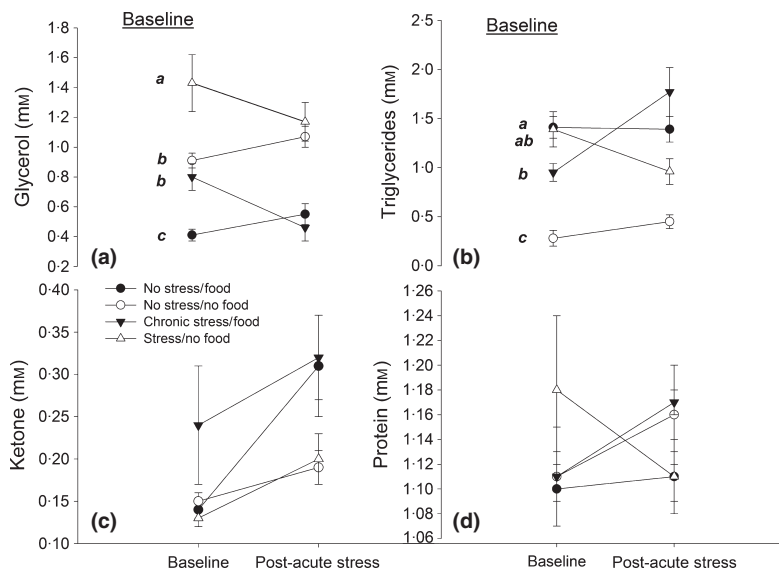 Baseline
1·8
1·6
1·4
1·2
1·0
0·8
0·6
0·4
0·2
Glycerol (mM)
a
b
b
c
(a)
Baseline
2·5
2·0
1·5
1·0
0·5
0·0
Triglycerides (mM)
a
ab
b
c
(b)
0·40
0·35
0·30
0·25
0·20
0·15
0·10
Ketone (mM)
No stress/food
No stress/no food
Chronic stress/food
Stress/no food
(c)
Baseline
Post-acute stress
1·26
1·24
1·22
1·20
1·18
1·16
1·14
1·12
1·10
1·08
1·06
Protein (mM)
(d)
Baseline
Post-acute stress